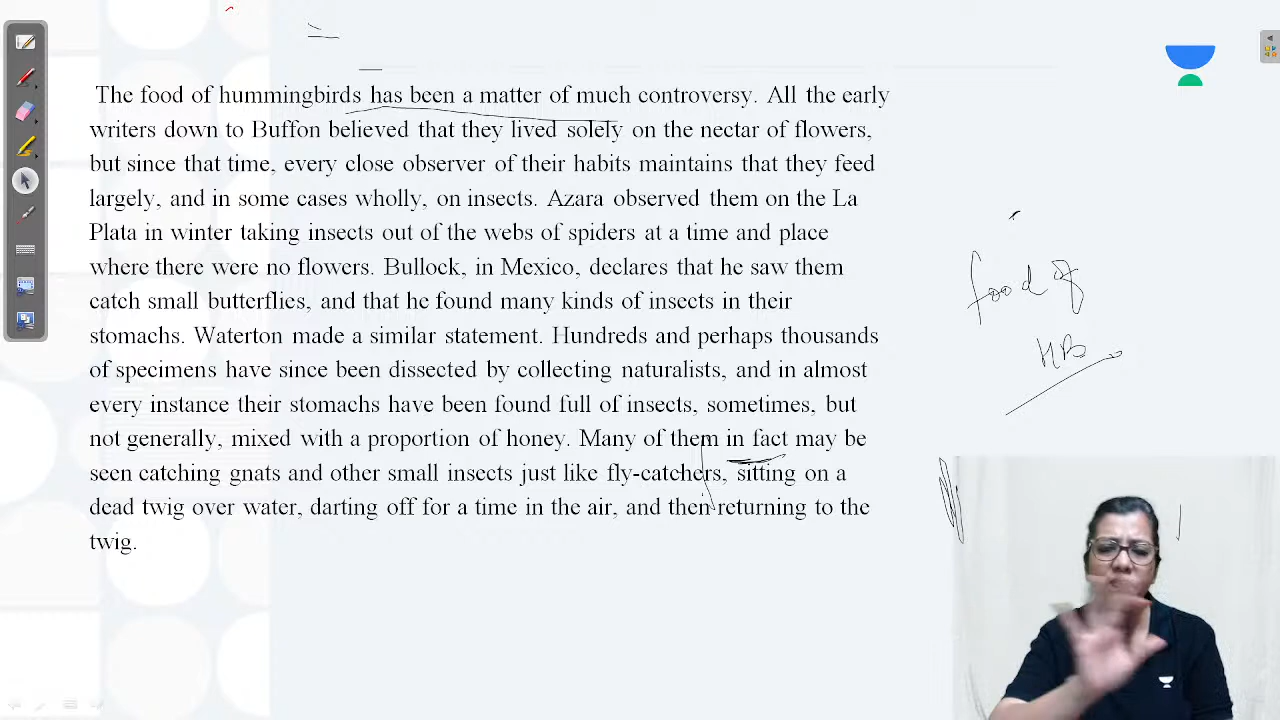 The food of hummingbirds has been a matter of much controversy. All the early
writers down to Buffon believed that they lived solely on the nectar of flowers,
but since that time, every close observer of their habits maintains that they feed
largely, and in some cases wholly, on insects. Azara observed them on the La
Plata in winter taking insects out of the webs of spiders at a time and place
where there were no flowers. Bullock, in Mexico, declares that he saw them
catch small butterflies, and that he found many kinds of insects in their
stomachs. Waterton made a similar statement. Hundreds and perhaps thousands
of specimens have since been dissected by collecting naturalists, and in almost
every instance their stomachs have been found full of insects, sometimes, but
not generally, mixed with a proportion of honey. Many of them in fact may be
seen catching gnats and other small insects just like fly-catchers, sitting on a
dead twig over water, darting off for a time in the air, and then returning to the
twig.
food of
HB